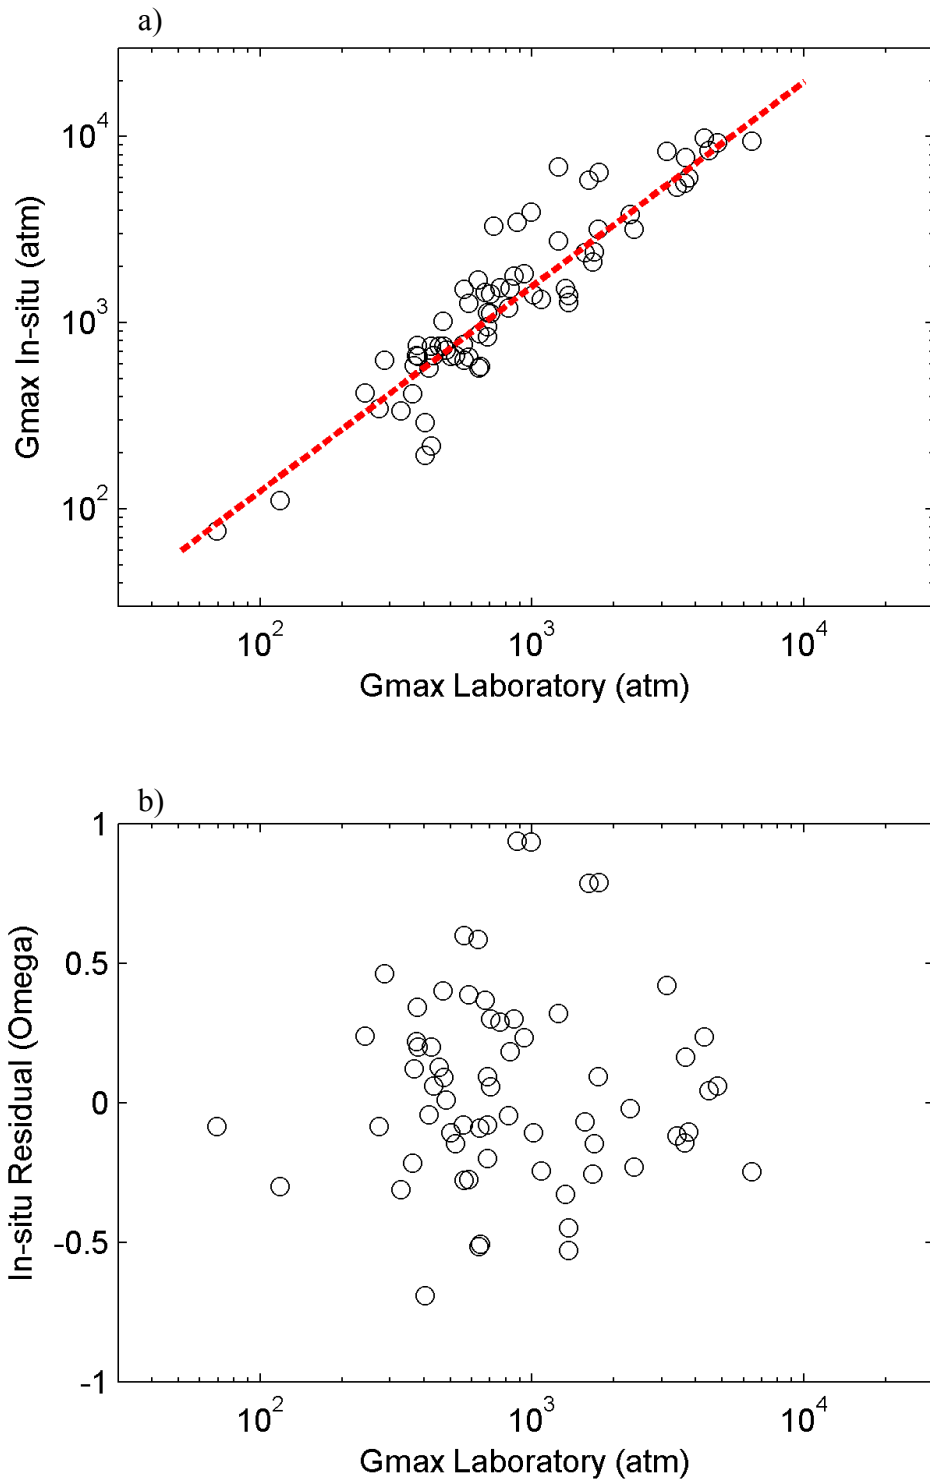 a)
10^4
10^3
10^2
Gmax In-situ (atm)
10^2 10^3 10^4
Gmax Laboratory (atm)
b)
1
0.5
0
-0.5
-1
In-situ Residual (Omega)
10^2 10^3 10^4
Gmax Laboratory (atm)